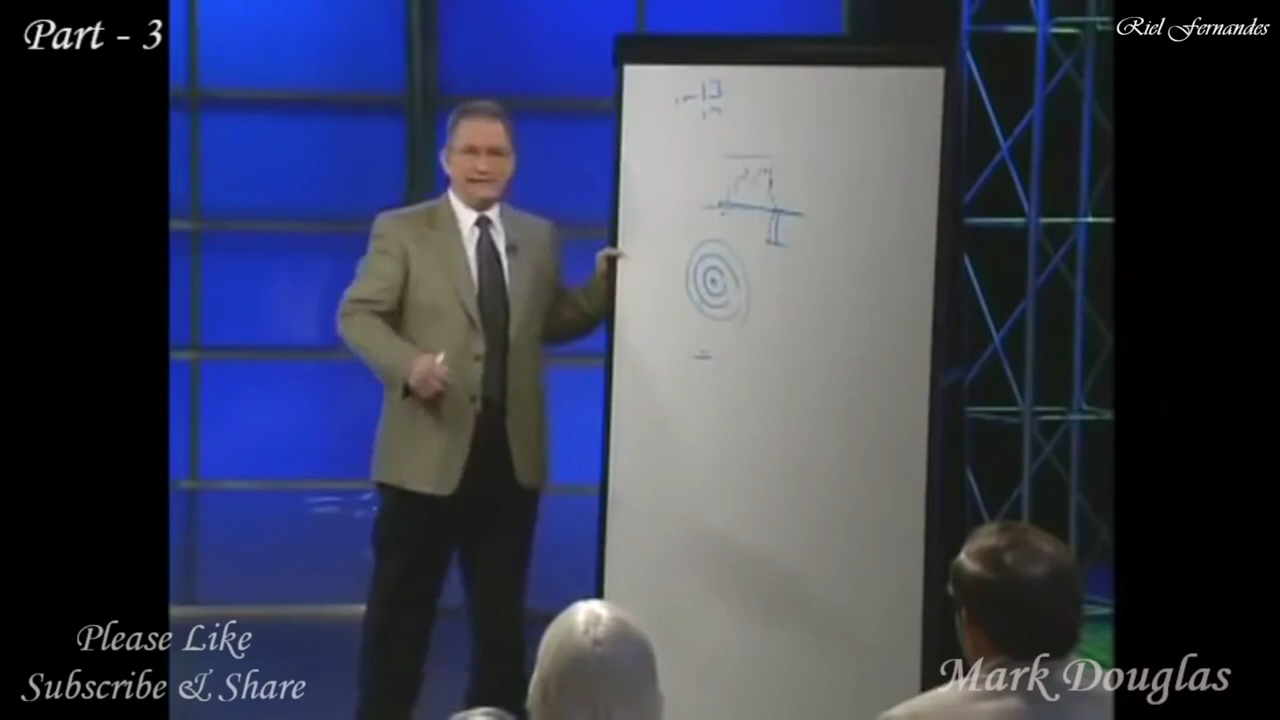 Part - 3
Riel Fernandes
Please Like
Subscribe & Share
Mark Douglas